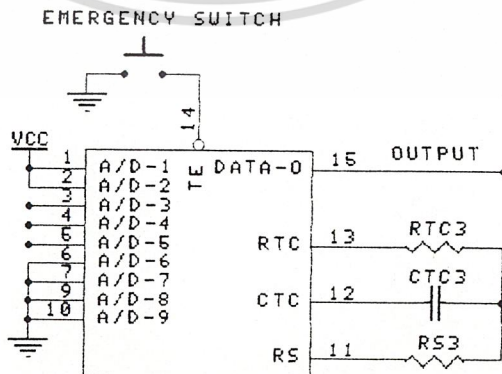 EMERGENCY SWITCH
14
VCC
1 A/D-1 TE DATA-O 15 OUTPUT
2 A/D-2
3 A/D-3
4 A/D-4
5 A/D-5 RTC 13 RTC3
6 A/D-6
7 A/D-7
9 A/D-8 CTC 12 CTC3
10 A/D-9
RS 11 RS3